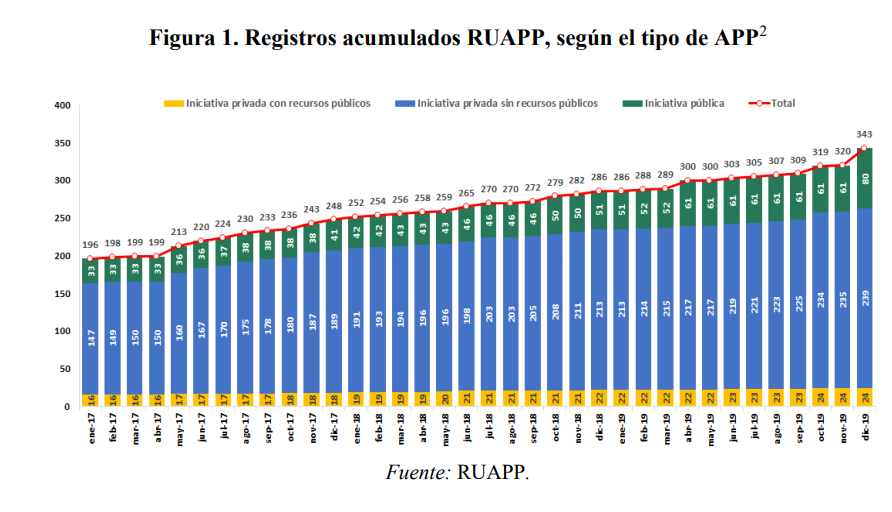 Figura 1. Registros acumulados RUAPP, según el tipo de APP2
Iniciativa privada con recursos públicos Iniciativa privada sin recursos públicos Iniciativa pública Total
400
350
300
250
200
150
100
50
0
196 198 199 199 213 220 224 230 233 236 243 248 252 254 256 258 259 265 270 270 272 279 282 286 286 288 289 300 300 303 305 307 309 319 320 343
33 33 33 33 36 36 37 38 38 38 38 41 42 42 43 43 43 46 46 46 46 50 50 51 51 52 52 61 61 61 61 61 61 61 61 80
147 149 150 150 160 167 170 175 178 180 187 189 191 193 194 196 196 198 203 203 205 208 211 213 213 214 215 217 217 219 221 223 225 234 235 239
16 16 16 16 17 17 17 17 17 18 18 18 19 19 19 19 20 21 21 21 21 21 21 22 22 22 22 22 22 23 23 23 23 24 24 24
ene-17 feb-17 mar-17 abr-17 may-17 jun-17 jul-17 ago-17 sep-17 oct-17 nov-17 dic-17 ene-18 feb-18 mar-18 abr-18 may-18 jun-18 jul-18 ago-18 sep-18 oct-18 nov-18 dic-18 ene-19 feb-19 mar-19 abr-19 may-19 jun-19 jul-19 ago-19 sep-19 oct-19 nov-19 dic-19
Fuente: RUAPP.